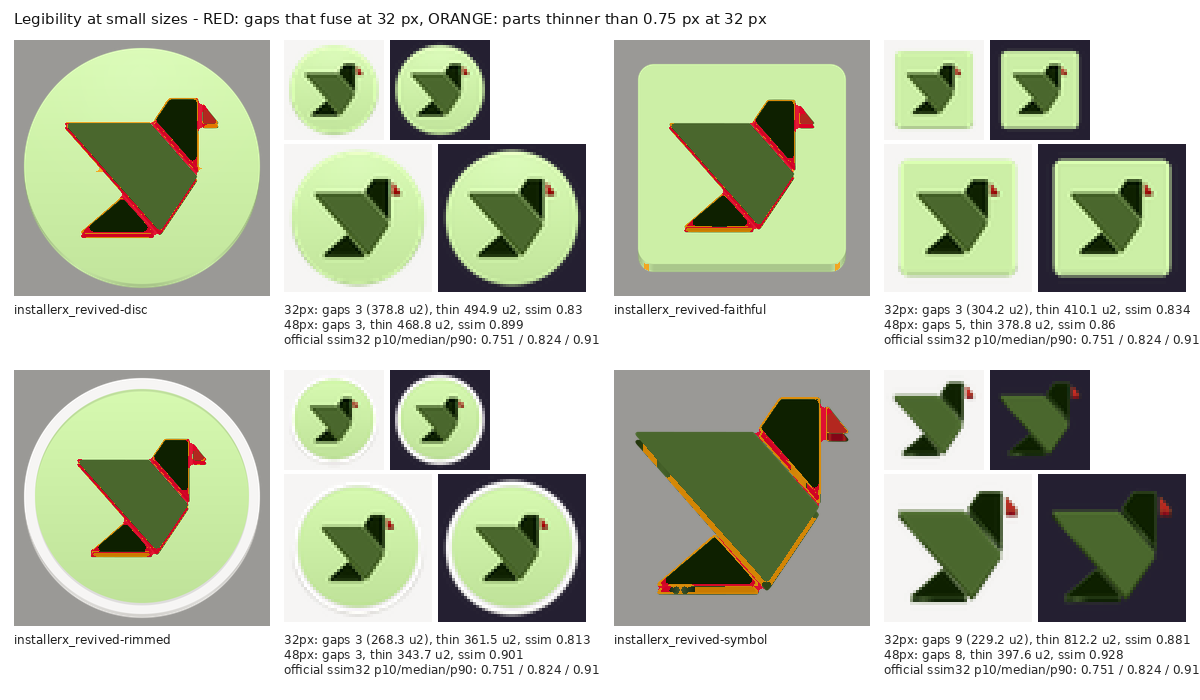 Legibility at small sizes - RED: gaps that fuse at 32 px, ORANGE: parts thinner than 0.75 px at 32 px
installerx_revived-disc
32px: gaps 3 (378.8 u2), thin 494.9 u2, ssim 0.83
48px: gaps 3, thin 468.8 u2, ssim 0.899
official ssim32 p10/median/p90: 0.751 / 0.824 / 0.91
installerx_revived-faithful
32px: gaps 3 (304.2 u2), thin 410.1 u2, ssim 0.834
48px: gaps 5, thin 378.8 u2, ssim 0.86
official ssim32 p10/median/p90: 0.751 / 0.824 / 0.91
installerx_revived-rimmed
32px: gaps 3 (268.3 u2), thin 361.5 u2, ssim 0.813
48px: gaps 3, thin 343.7 u2, ssim 0.901
official ssim32 p10/median/p90: 0.751 / 0.824 / 0.91
installerx_revived-symbol
32px: gaps 9 (229.2 u2), thin 812.2 u2, ssim 0.881
48px: gaps 8, thin 397.6 u2, ssim 0.928
official ssim32 p10/median/p90: 0.751 / 0.824 / 0.91